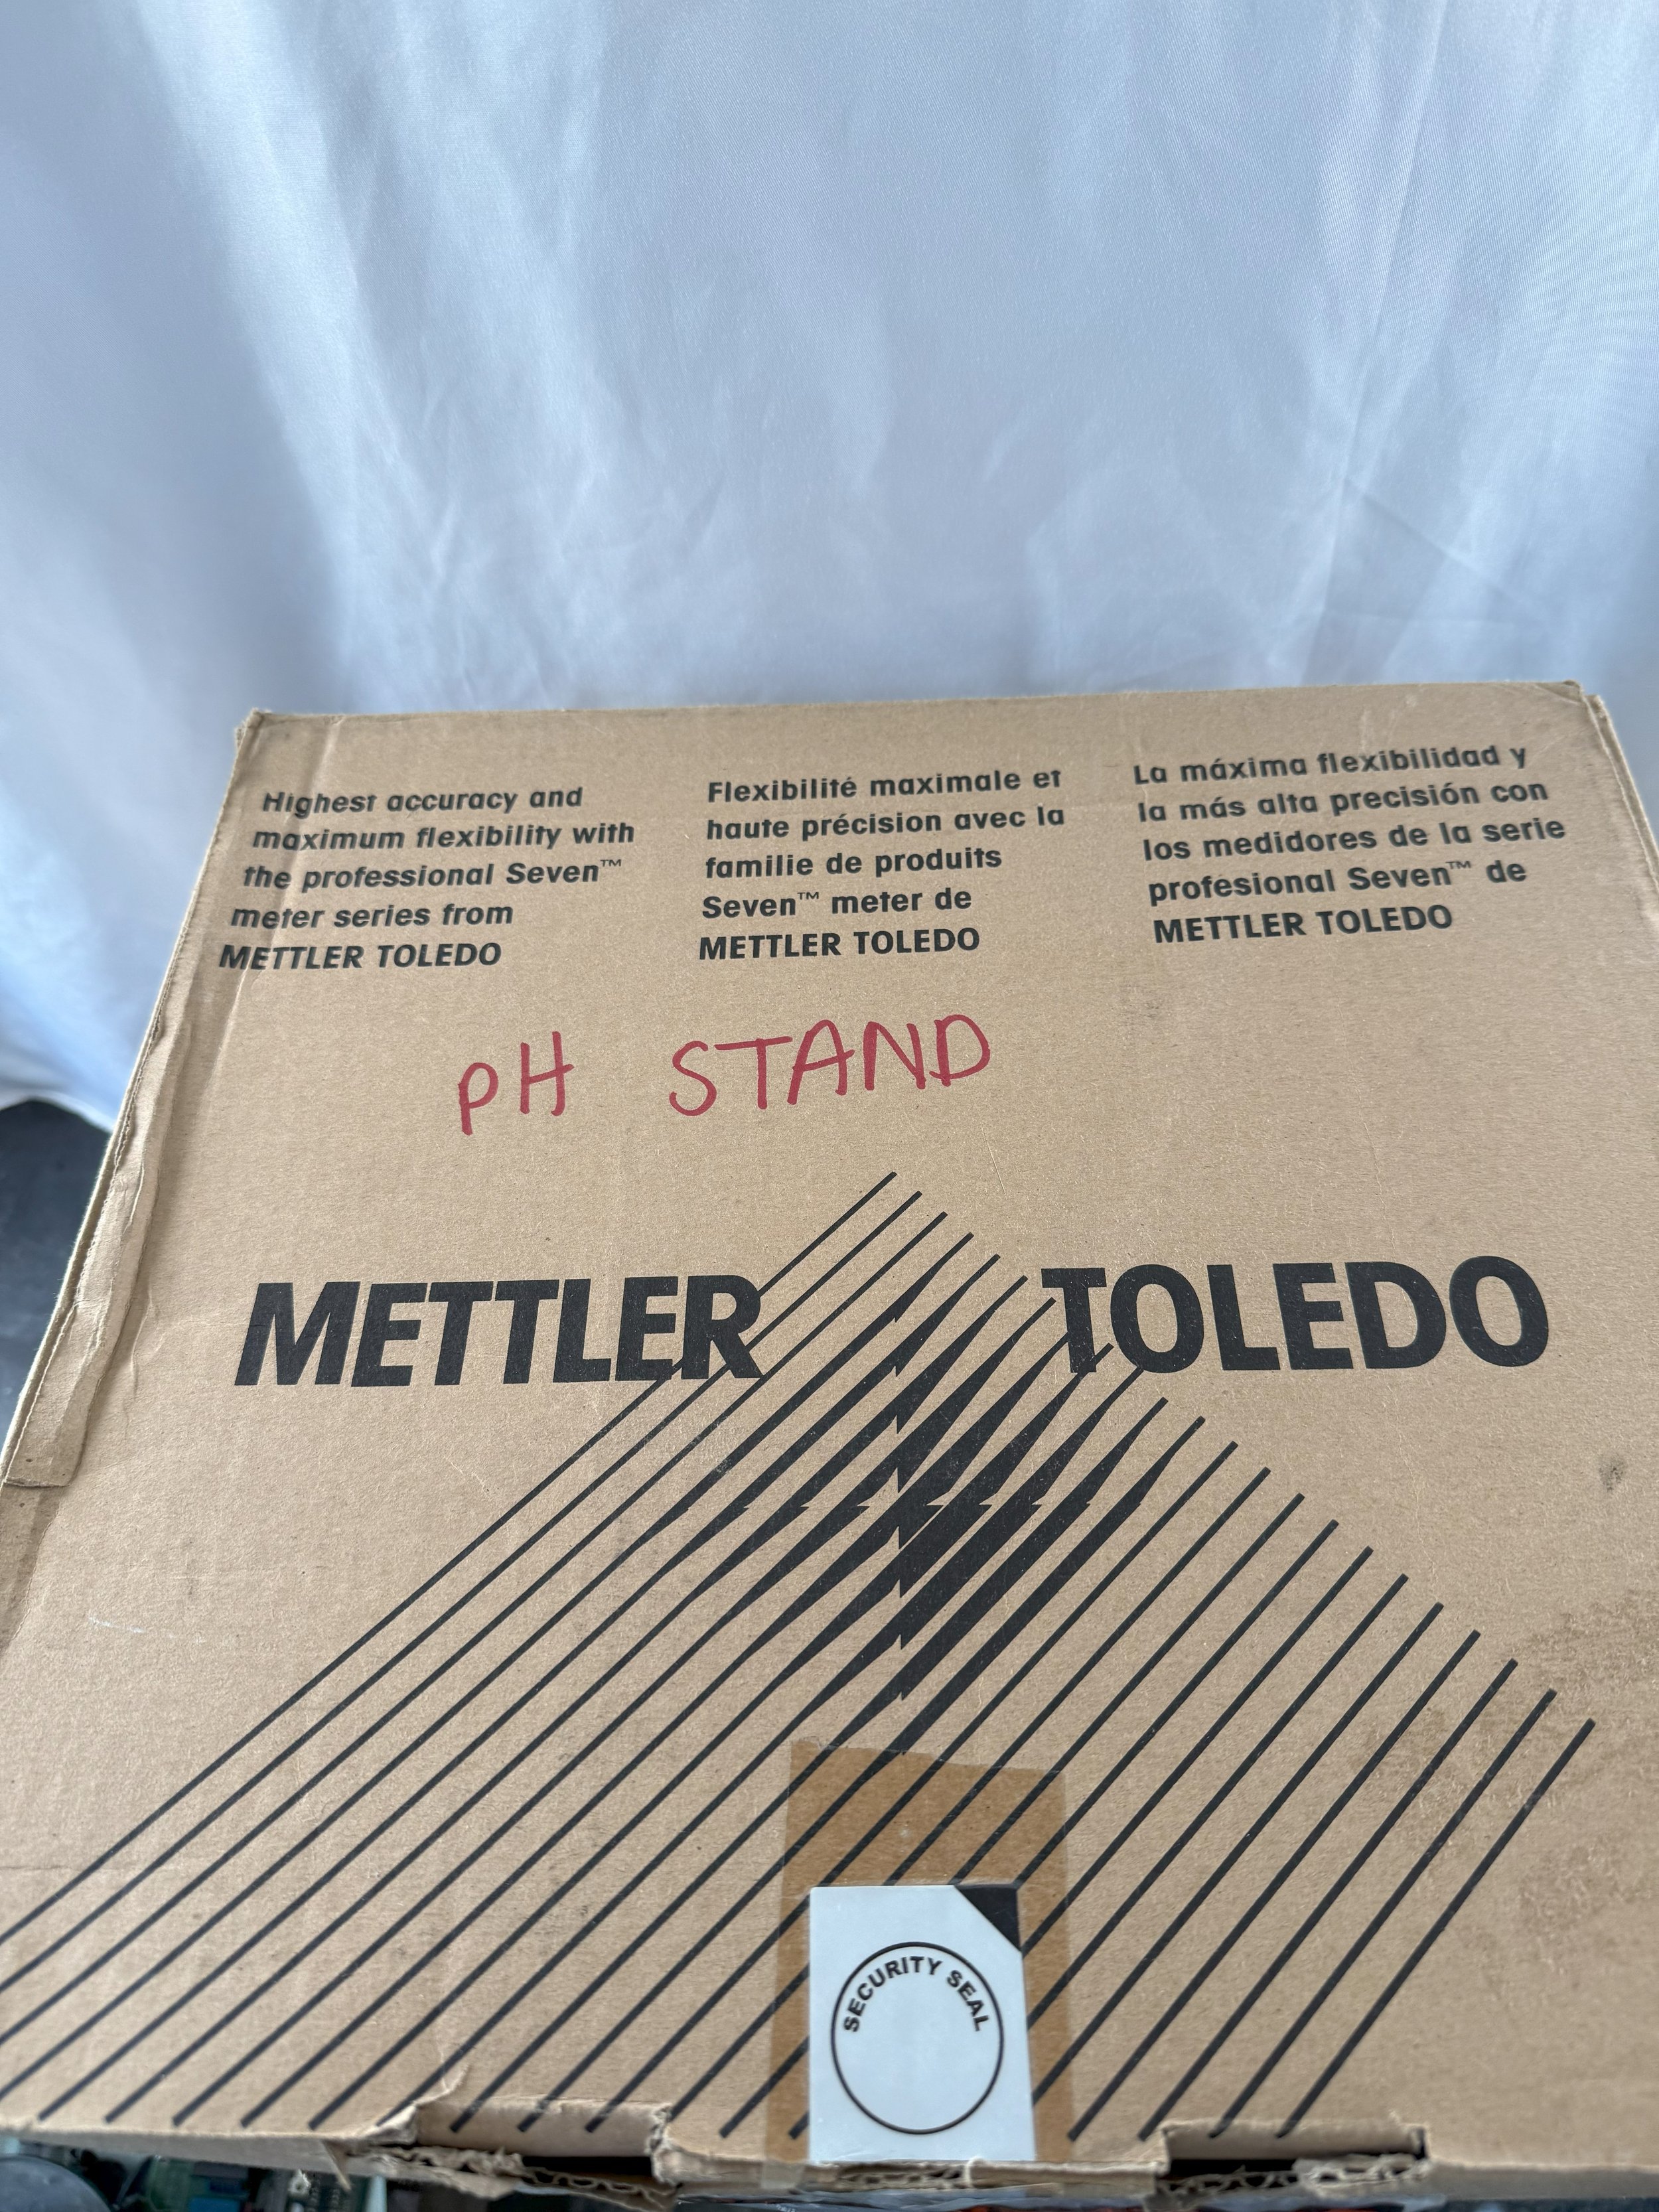 Highest accuracy and
maximum flexibility with
the professional Seven™
meter series from
METTLER TOLEDO
Flexibilité maximale et
haute précision avec la
familie de produits
Seven™ meter de
METTLER TOLEDO
La máxima flexibilidad y
la más alta precisión con
los medidores de la serie
profesional Seven™ de
METTLER TOLEDO
pH STAND
METTLER TOLEDO
SECURITY SEAL